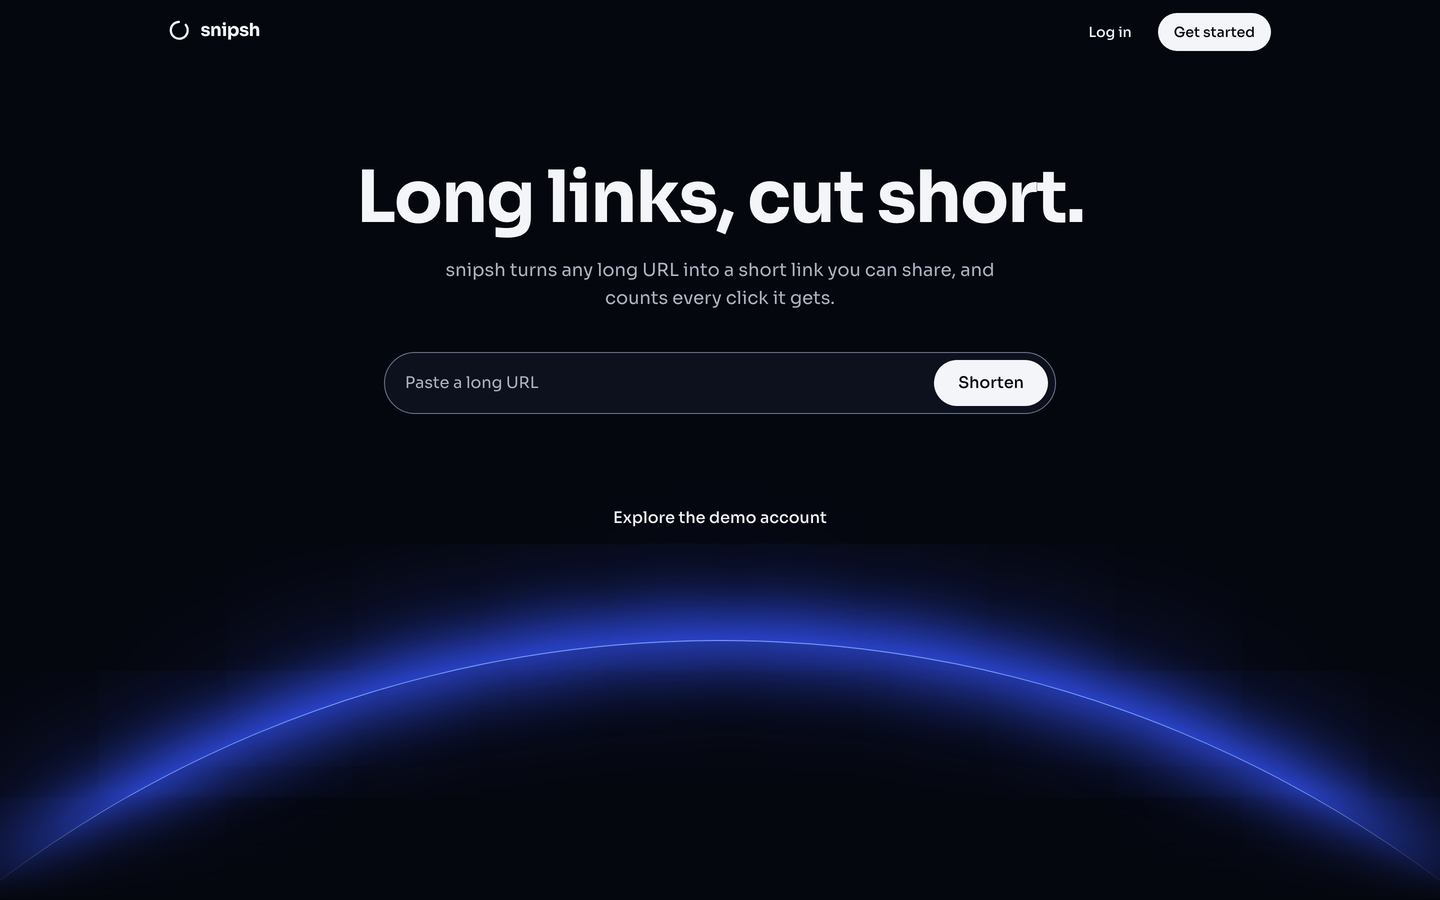 snipsh
Log in
Get started
Long links, cut short.
snipsh turns any long URL into a short link you can share, and
counts every click it gets.
Paste a long URL
Shorten
Explore the demo account